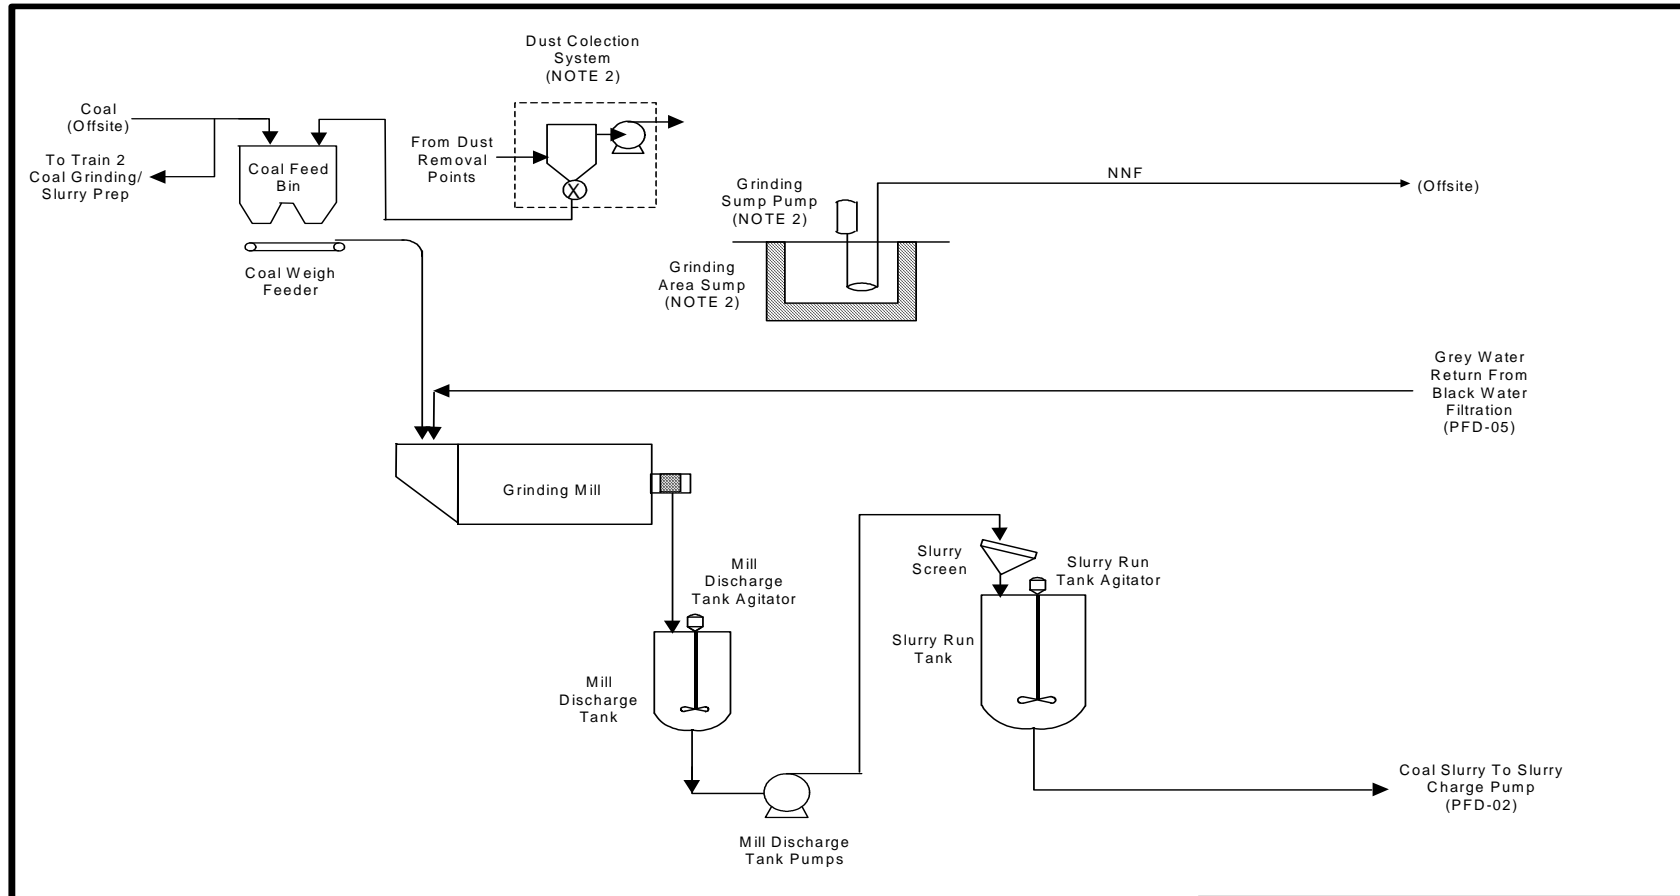 Dust Colection
System
(NOTE 2)
Coal
(Offsite)
To Train 2
Coal Grinding/
Slurry Prep
Coal Feed
Bin
From Dust
Removal
Points
X
Coal Weigh
Feeder
Grinding
Sump Pump
(NOTE 2)
NNF
(Offsite)
Grinding
Area Sump
(NOTE 2)
Grey Water
Return From
Black Water
Filtration
(PFD-05)
Grinding Mill
Mill
Discharge
Tank Agitator
Slurry
Screen
Slurry Run
Tank Agitator
Slurry Run
Tank
Mill
Discharge
Tank
Coal Slurry To Slurry
Charge Pump
(PFD-02)
Mill Discharge
Tank Pumps